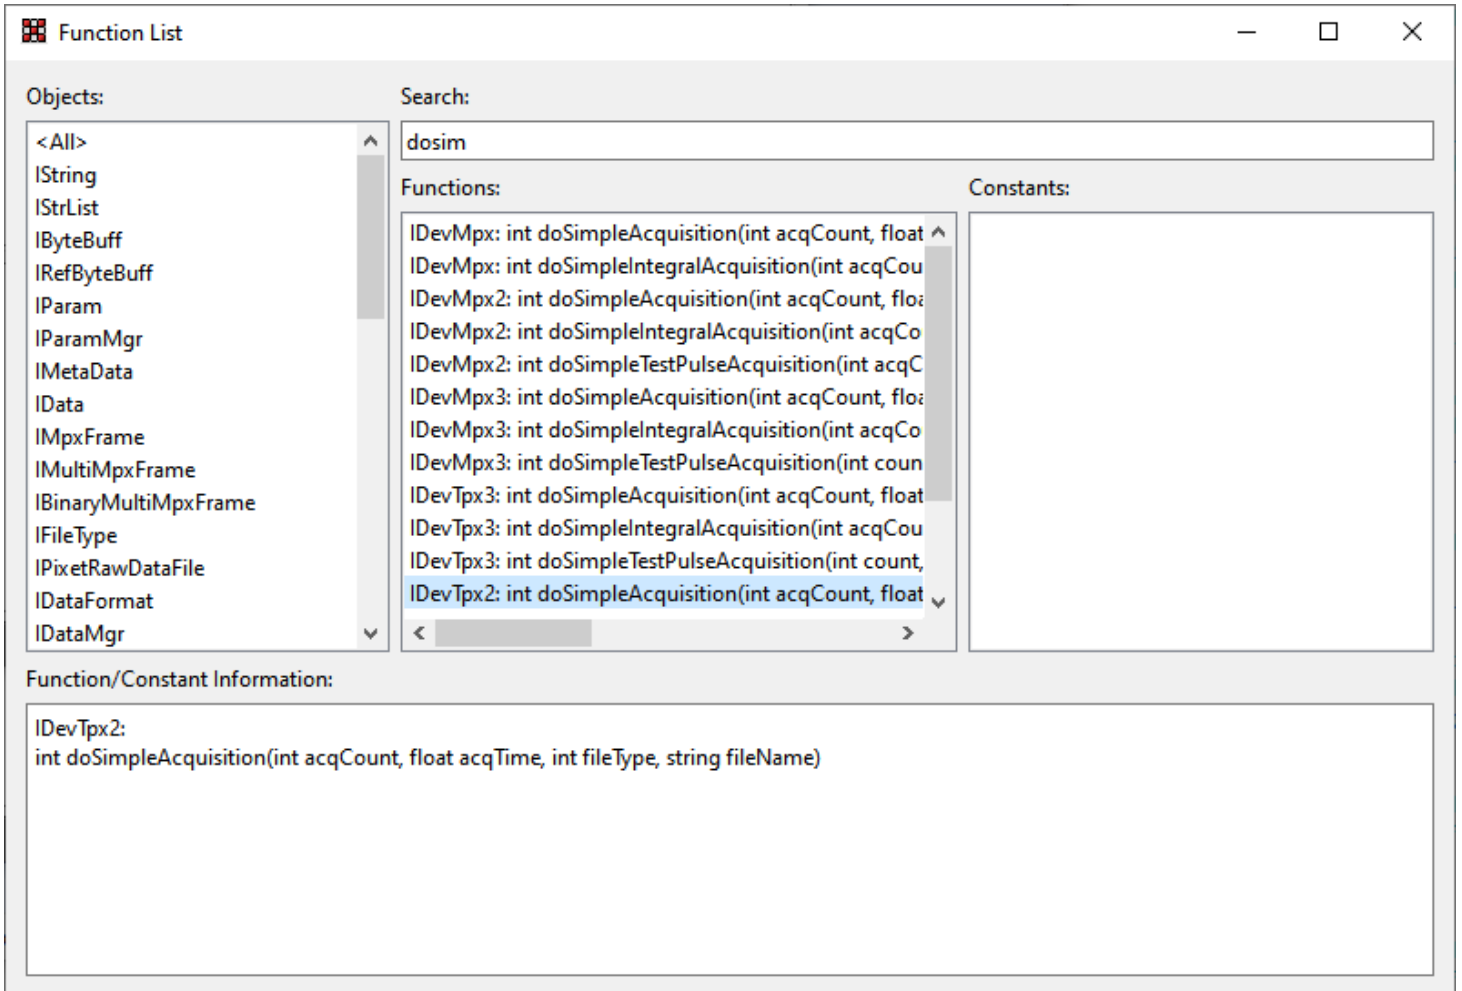 Function List
Objects:
Search:
<All>
IString
IStrList
IByteBuff
IRefByteBuff
IParam
IParamMgr
IMetaData
IData
IMpxFrame
IMultiMpxFrame
IBinaryMultiMpxFrame
IFileType
IPixetRawDataFile
IDataFormat
IDataMgr
dosim
Functions:
IDevMpx: int doSimpleAcquisition(int acqCount, float
IDevMpx: int doSimpleIntegralAcquisition(int acqCou
IDevMpx2: int doSimpleAcquisition(int acqCount, floa
IDevMpx2: int doSimpleIntegralAcquisition(int acqCo
IDevMpx2: int doSimpleTestPulseAcquisition(int acqC
IDevMpx3: int doSimpleAcquisition(int acqCount, floa
IDevMpx3: int doSimpleIntegralAcquisition(int acqCo
IDevMpx3: int doSimpleTestPulseAcquisition(int coun
IDevTpx3: int doSimpleAcquisition(int acqCount, float
IDevTpx3: int doSimpleIntegralAcquisition(int acqCou
IDevTpx3: int doSimpleTestPulseAcquisition(int count,
IDevTpx2: int doSimpleAcquisition(int acqCount, float
Constants:
Function/Constant Information:
IDevTpx2:
int doSimpleAcquisition(int acqCount, float acqTime, int fileType, string fileName)